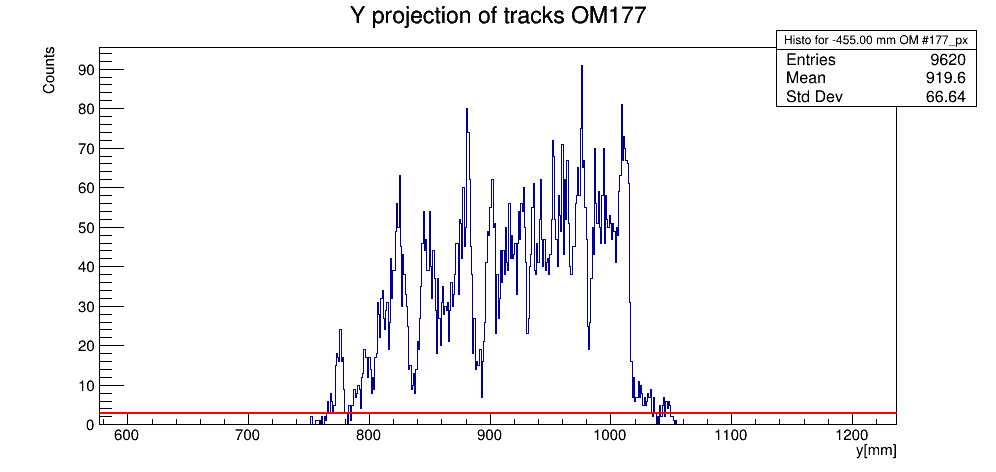 Y projection of tracks OM177
Histo for -455.00 mm OM #177_px
Entries 9620
Mean 919.6
Std Dev 66.64
Counts
90
80
70
60
50
40
30
20
10
0
600 700 800 900 1000 1100 1200
y[mm]